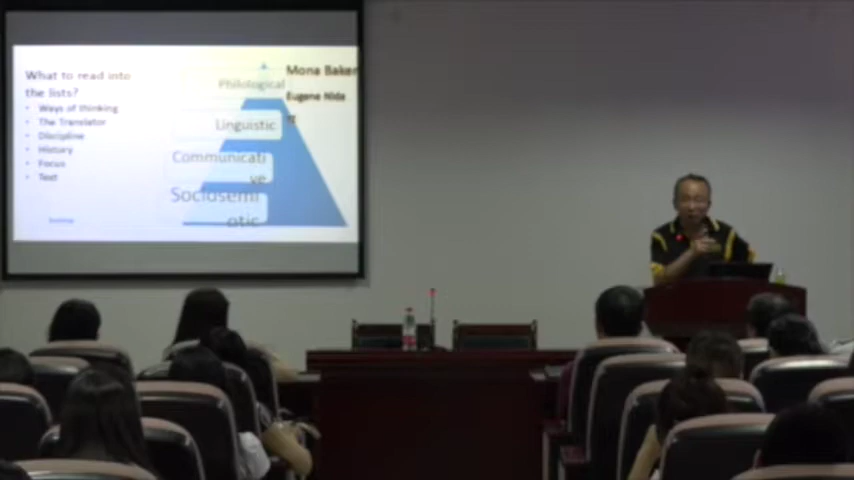 What to read into
the lists?
• Ways of thinking
• The Translator
• Discipline
• History
• Focus
• Text
Philological
Linguistic
Communicati
ve
Sociosemi
otic
Mona Baker
Eugene Nida